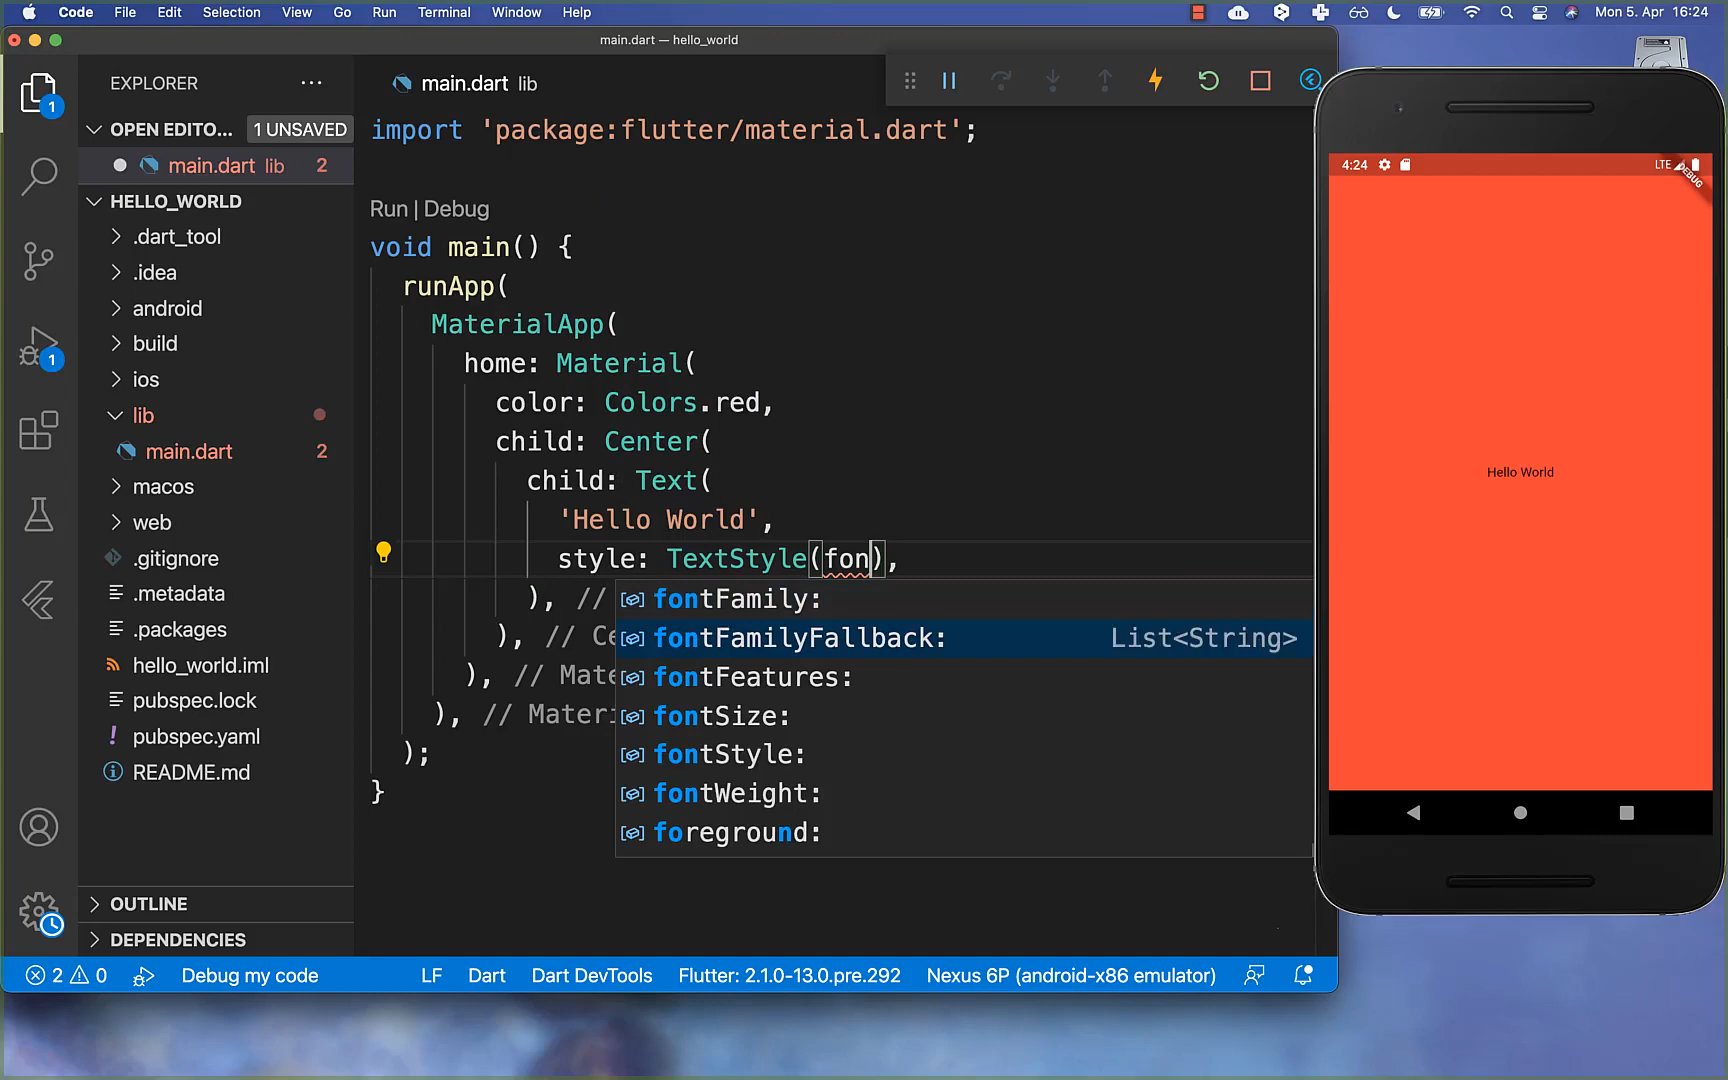 Code File Edit Selection View Go Run Terminal Window Help Mon 5. Apr 16:24
main.dart — hello_world
EXPLORER
OPEN EDITO... 1 UNSAVED
main.dart lib 2
HELLO_WORLD
.dart_tool
.idea
android
build
ios
lib
main.dart 2
macos
web
.gitignore
.metadata
.packages
hello_world.iml
pubspec.lock
pubspec.yaml
README.md
OUTLINE
DEPENDENCIES
1
1
main.dart lib
import 'package:flutter/material.dart';
Run | Debug
void main() {
runApp(
MaterialApp(
home: Material(
color: Colors.red,
child: Center(
child: Text(
'Hello World',
style: TextStyle(fon),
), //
), // Ce
), // Mate
), // Materi
);
}
fontFamily:
fontFamilyFallback: List<String>
fontFeatures:
fontSize:
fontStyle:
fontWeight:
foreground:
2 0 Debug my code LF Dart Dart DevTools Flutter: 2.1.0-13.0.pre.292 Nexus 6P (android-x86 emulator)
4:24 LTE
DEBUG
Hello World